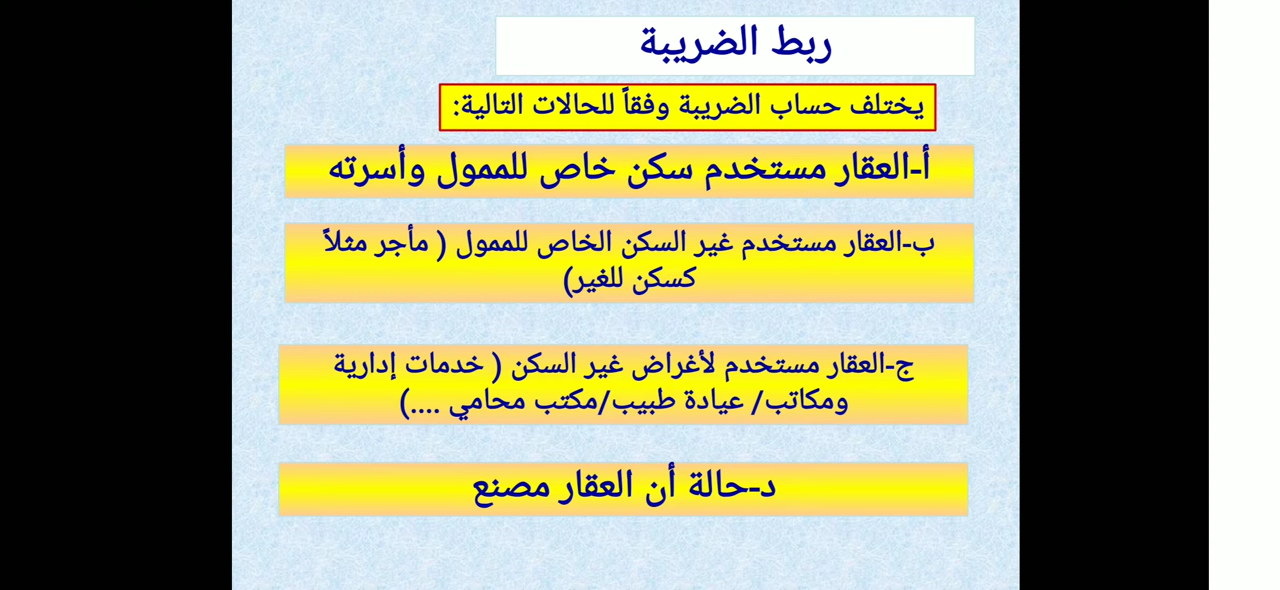 ربط الضريبة
يختلف حساب الضريبة وفقاً للحالات التالية:
أ-العقار مستخدم سكن خاص للممول وأسرته
ب-العقار مستخدم غير السكن الخاص للممول ( مأجر مثلاً
كسكن للغير)
ج-العقار مستخدم لأغراض غير السكن ( خدمات إدارية
ومكاتب/ عيادة طبيب/مكتب محامي ....)
د-حالة أن العقار مصنع